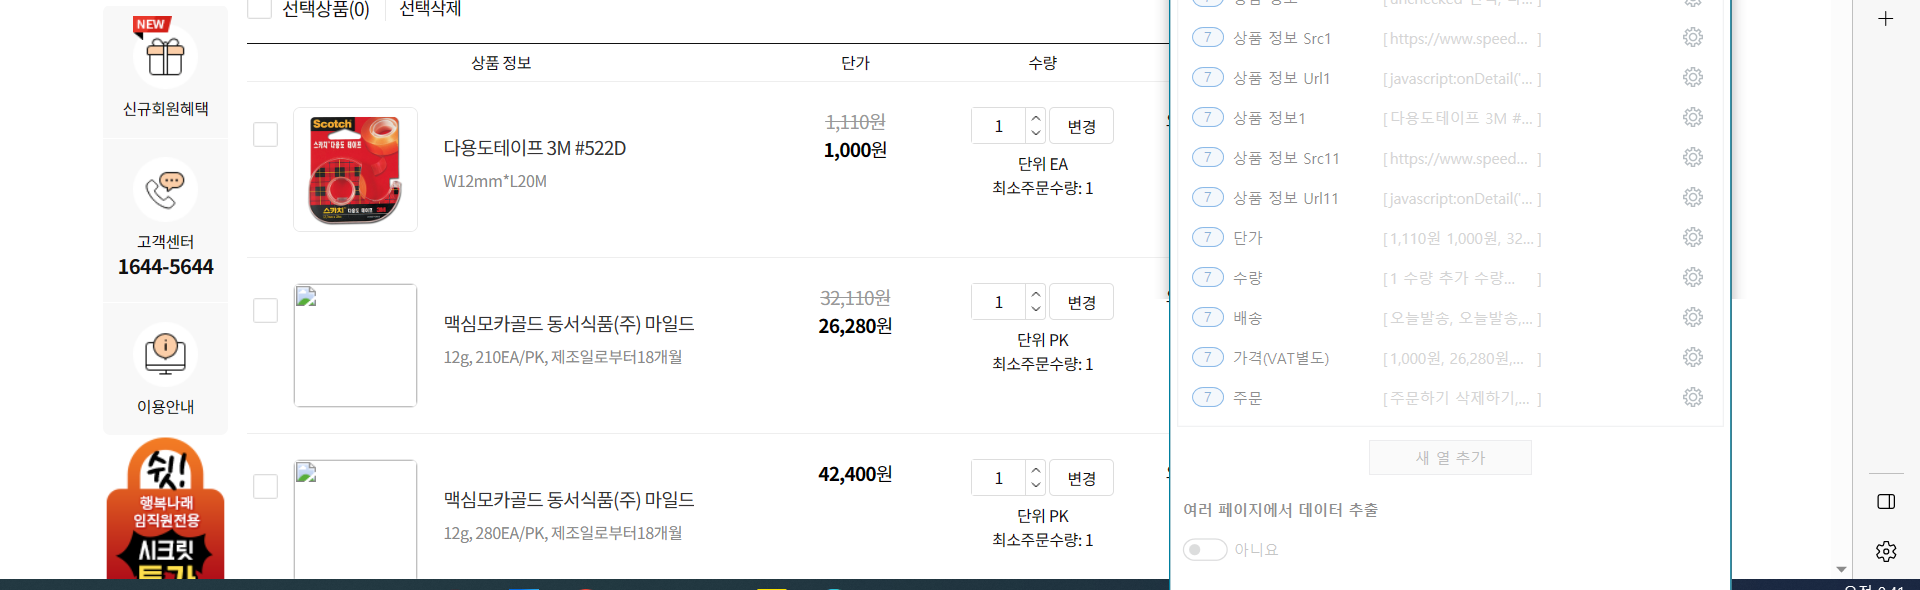 선택상품(0) 선택삭제
NEW
신규회원혜택
고객센터
1644-5644
이용안내
쉿!
행복나래
임직원전용
시크릿
특가
상품 정보 단가 수량
Scotch
스카치 다용도 테이프
다용도테이프 3M #522D
W12mm*L20M
1,110원
1,000원
1 변경
단위 EA
최소주문수량: 1
맥심모카골드 동서식품(주) 마일드
12g, 210EA/PK, 제조일로부터18개월
32,110원
26,280원
1 변경
단위 PK
최소주문수량: 1
맥심모카골드 동서식품(주) 마일드
12g, 280EA/PK, 제조일로부터18개월
42,400원
1 변경
단위 PK
최소주문수량: 1
7 상품 정보 Src1 [https://www.speed... ]
7 상품 정보 Url1 [javascript:onDetail('... ]
7 상품 정보1 [다용도테이프 3M #... ]
7 상품 정보 Src11 [https://www.speed... ]
7 상품 정보 Url11 [javascript:onDetail('... ]
7 단가 [1,110원 1,000원, 32... ]
7 수량 [1 수량 추가 수량... ]
7 배송 [오늘발송, 오늘발송,... ]
7 가격(VAT별도) [1,000원, 26,280원,... ]
7 주문 [주문하기 삭제하기,... ]
새 열 추가
여러 페이지에서 데이터 추출
아니요